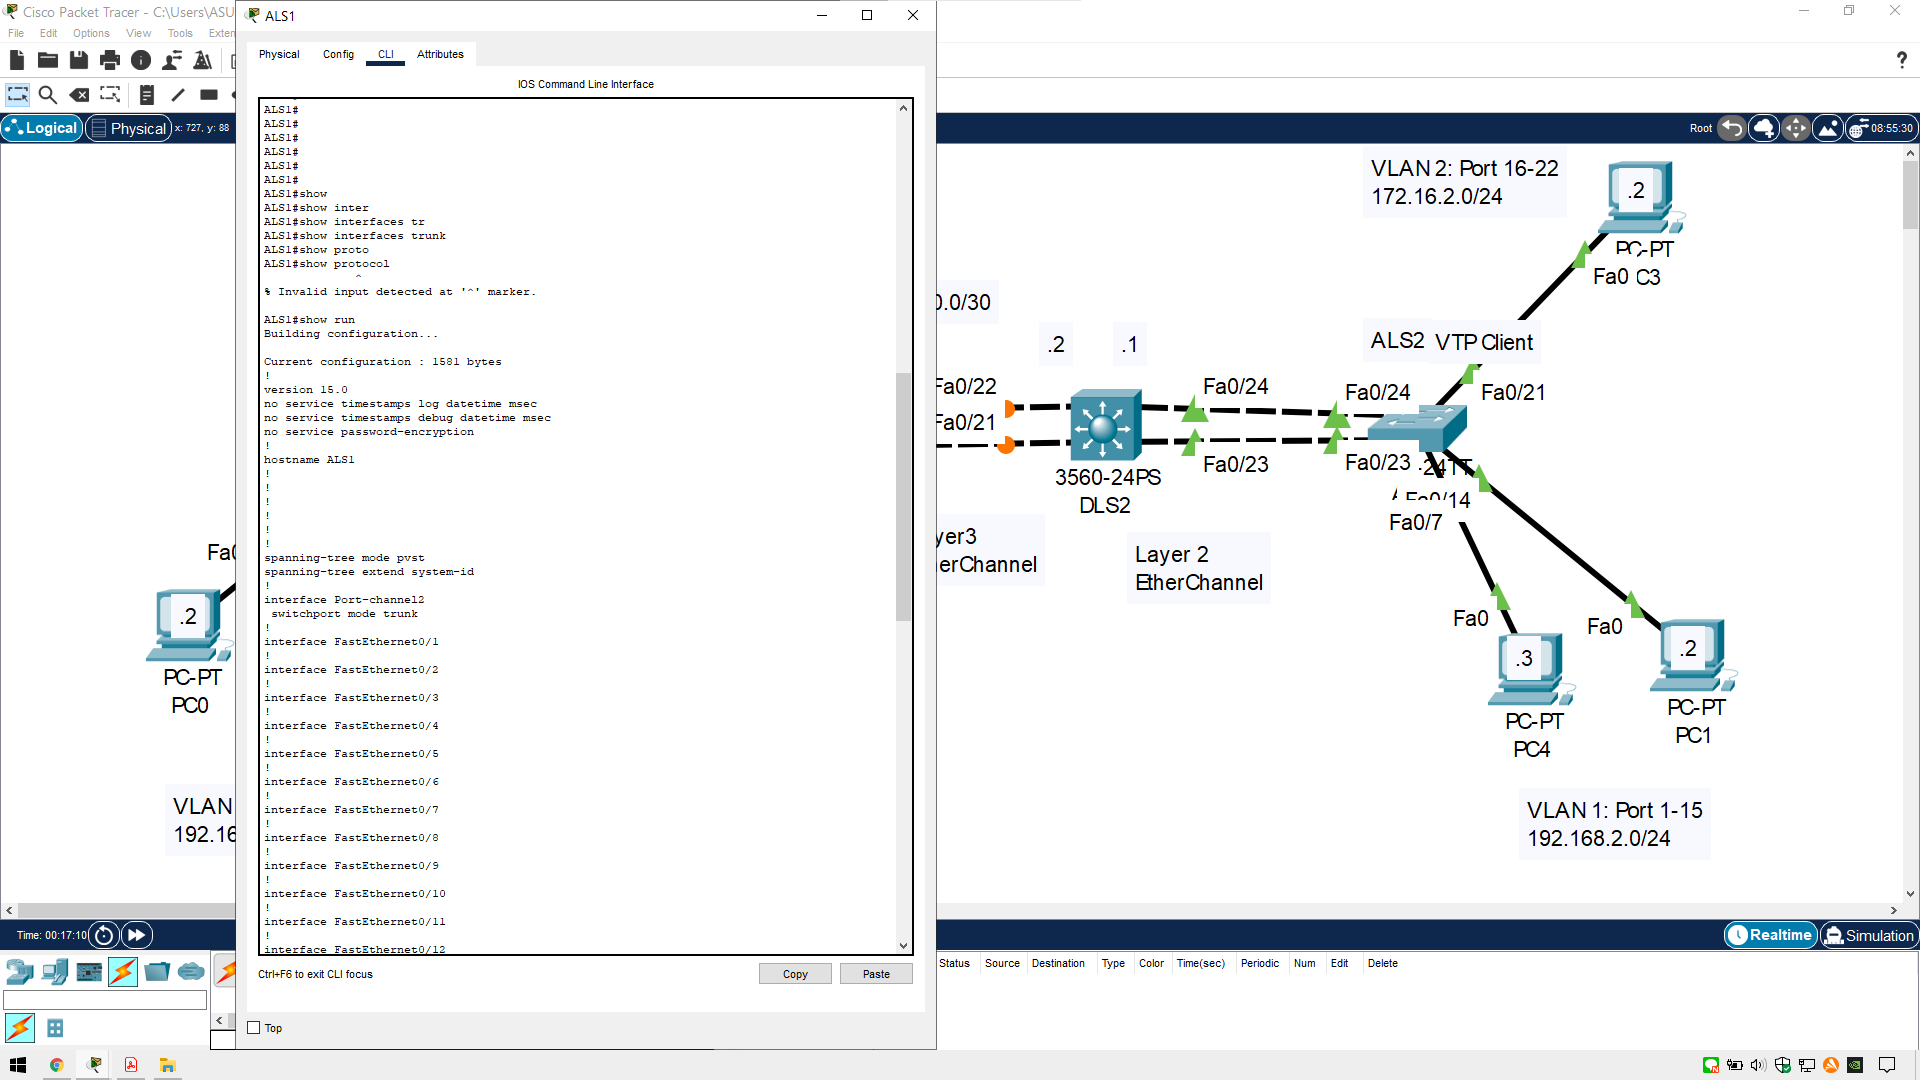 Cisco Packet Tracer - C:\Users\ASU
File Edit Options View Tools Exten
Logical
Physical
x: 727, y: 88
ALS1
Physical Config CLI Attributes
IOS Command Line Interface
ALS1#
ALS1#
ALS1#
ALS1#
ALS1#
ALS1#
ALS1#show
ALS1#show inter
ALS1#show interfaces tr
ALS1#show interfaces trunk
ALS1#show proto
ALS1#show protocol
^
% Invalid input detected at '^' marker.
ALS1#show run
Building configuration...
Current configuration : 1581 bytes
!
version 15.0
no service timestamps log datetime msec
no service timestamps debug datetime msec
no service password-encryption
!
hostname ALS1
!
!
!
!
!
!
spanning-tree mode pvst
spanning-tree extend system-id
!
interface Port-channel2
switchport mode trunk
!
interface FastEthernet0/1
!
interface FastEthernet0/2
!
interface FastEthernet0/3
!
interface FastEthernet0/4
!
interface FastEthernet0/5
!
interface FastEthernet0/6
!
interface FastEthernet0/7
!
interface FastEthernet0/8
!
interface FastEthernet0/9
!
interface FastEthernet0/10
!
interface FastEthernet0/11
!
interface FastEthernet0/12
Ctrl+F6 to exit CLI focus
Copy
Paste
Top
Root
08:55:30
VLAN 2: Port 16-22
172.16.2.0/24
.2
PC-PT
Fa0 C3
0.0/30
.2
.1
ALS2
VTP Client
Fa0/22
Fa0/24
Fa0/24
Fa0/21
Fa0/21
Fa0/23
Fa0/23
24TT
3560-24PS
DLS2
Fa0/14
Fa0/7
yer3
erChannel
Layer 2
EtherChannel
Fa0
.2
PC-PT
PC0
VLAN
192.16
Fa0
Fa0
.3
PC-PT
PC4
.2
PC-PT
PC1
VLAN 1: Port 1-15
192.168.2.0/24
Time: 00:17:10
Realtime
Simulation
Status Source Destination Type Color Time(sec) Periodic Num Edit Delete